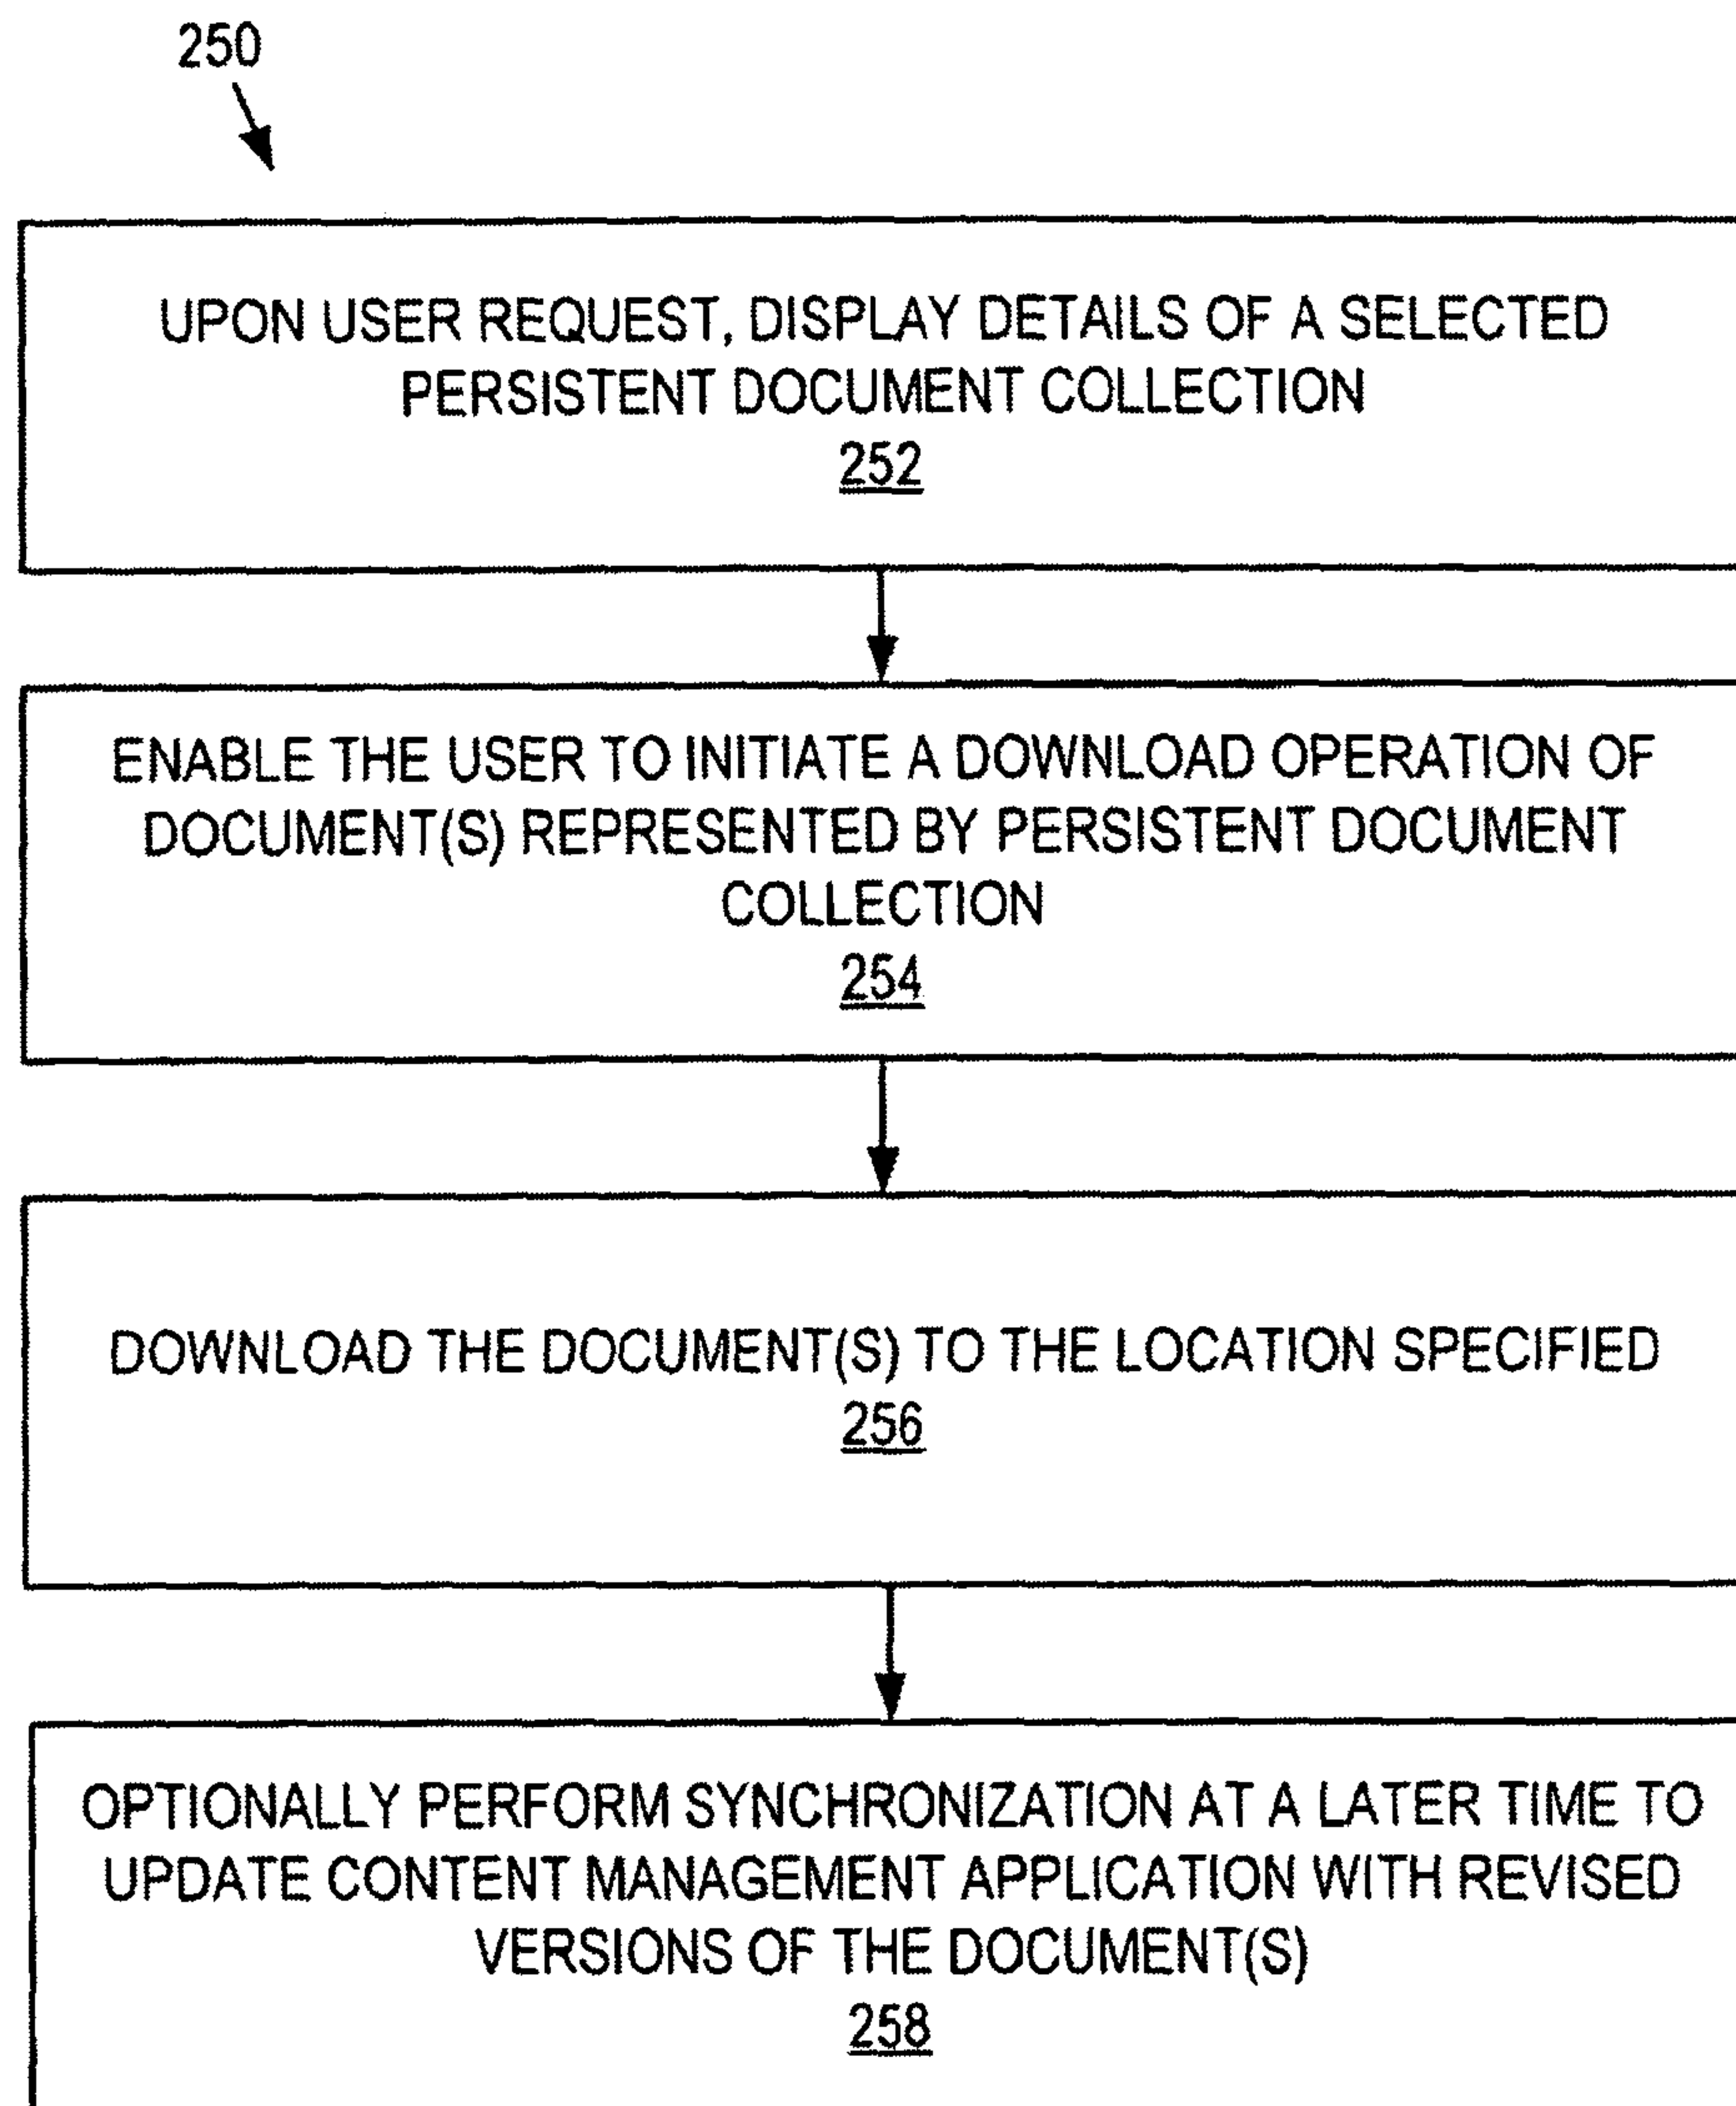 250
UPON USER REQUEST, DISPLAY DETAILS OF A SELECTED
PERSISTENT DOCUMENT COLLECTION
252
ENABLE THE USER TO INITIATE A DOWNLOAD OPERATION OF
DOCUMENT(S) REPRESENTED BY PERSISTENT DOCUMENT
COLLECTION
254
DOWNLOAD THE DOCUMENT(S) TO THE LOCATION SPECIFIED
256
OPTIONALLY PERFORM SYNCHRONIZATION AT A LATER TIME TO
UPDATE CONTENT MANAGEMENT APPLICATION WITH REVISED
VERSIONS OF THE DOCUMENT(S)
258